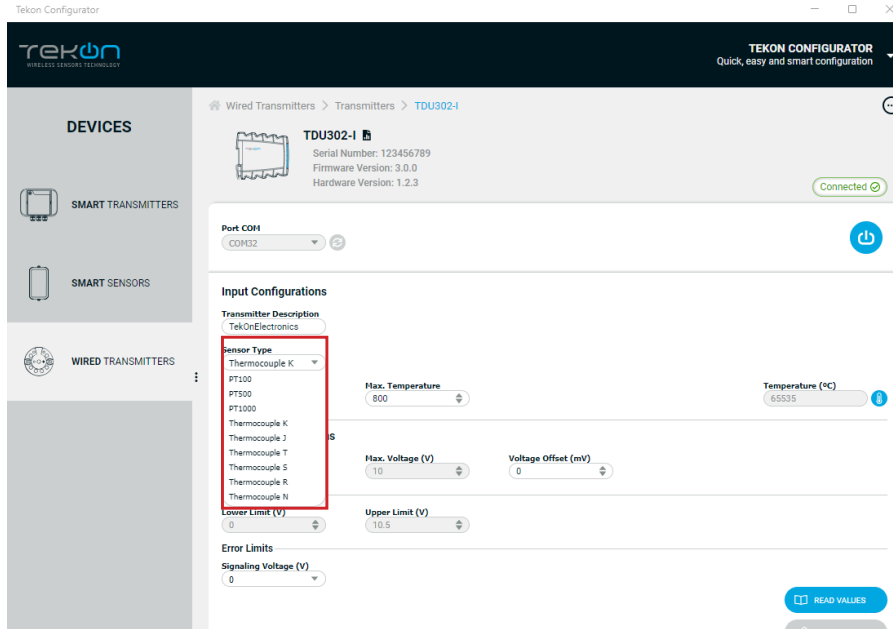 Tekon Configurator
TEKON
WIRELESS SENSORS TECHNOLOGY
TEKON CONFIGURATOR
Quick, easy and smart configuration
DEVICES
SMART TRANSMITTERS
SMART SENSORS
WIRED TRANSMITTERS
Wired Transmitters > Transmitters > TDU302-I
TDU302-I
Serial Number: 123456789
Firmware Version: 3.0.0
Hardware Version: 1.2.3
Connected
Port COM
COM32
Input Configurations
Transmitter Description
TekOnElectronics
Sensor Type
Thermocouple K
PT100
PT500
PT1000
Thermocouple K
Thermocouple J
Thermocouple T
Thermocouple S
Thermocouple R
Thermocouple N
Max. Temperature
800
Temperature (ºC)
65535
Max. Voltage (V)
10
Voltage Offset (mV)
0
Lower Limit (V)
0
Upper Limit (V)
10.5
Error Limits
Signaling Voltage (V)
0
READ VALUES